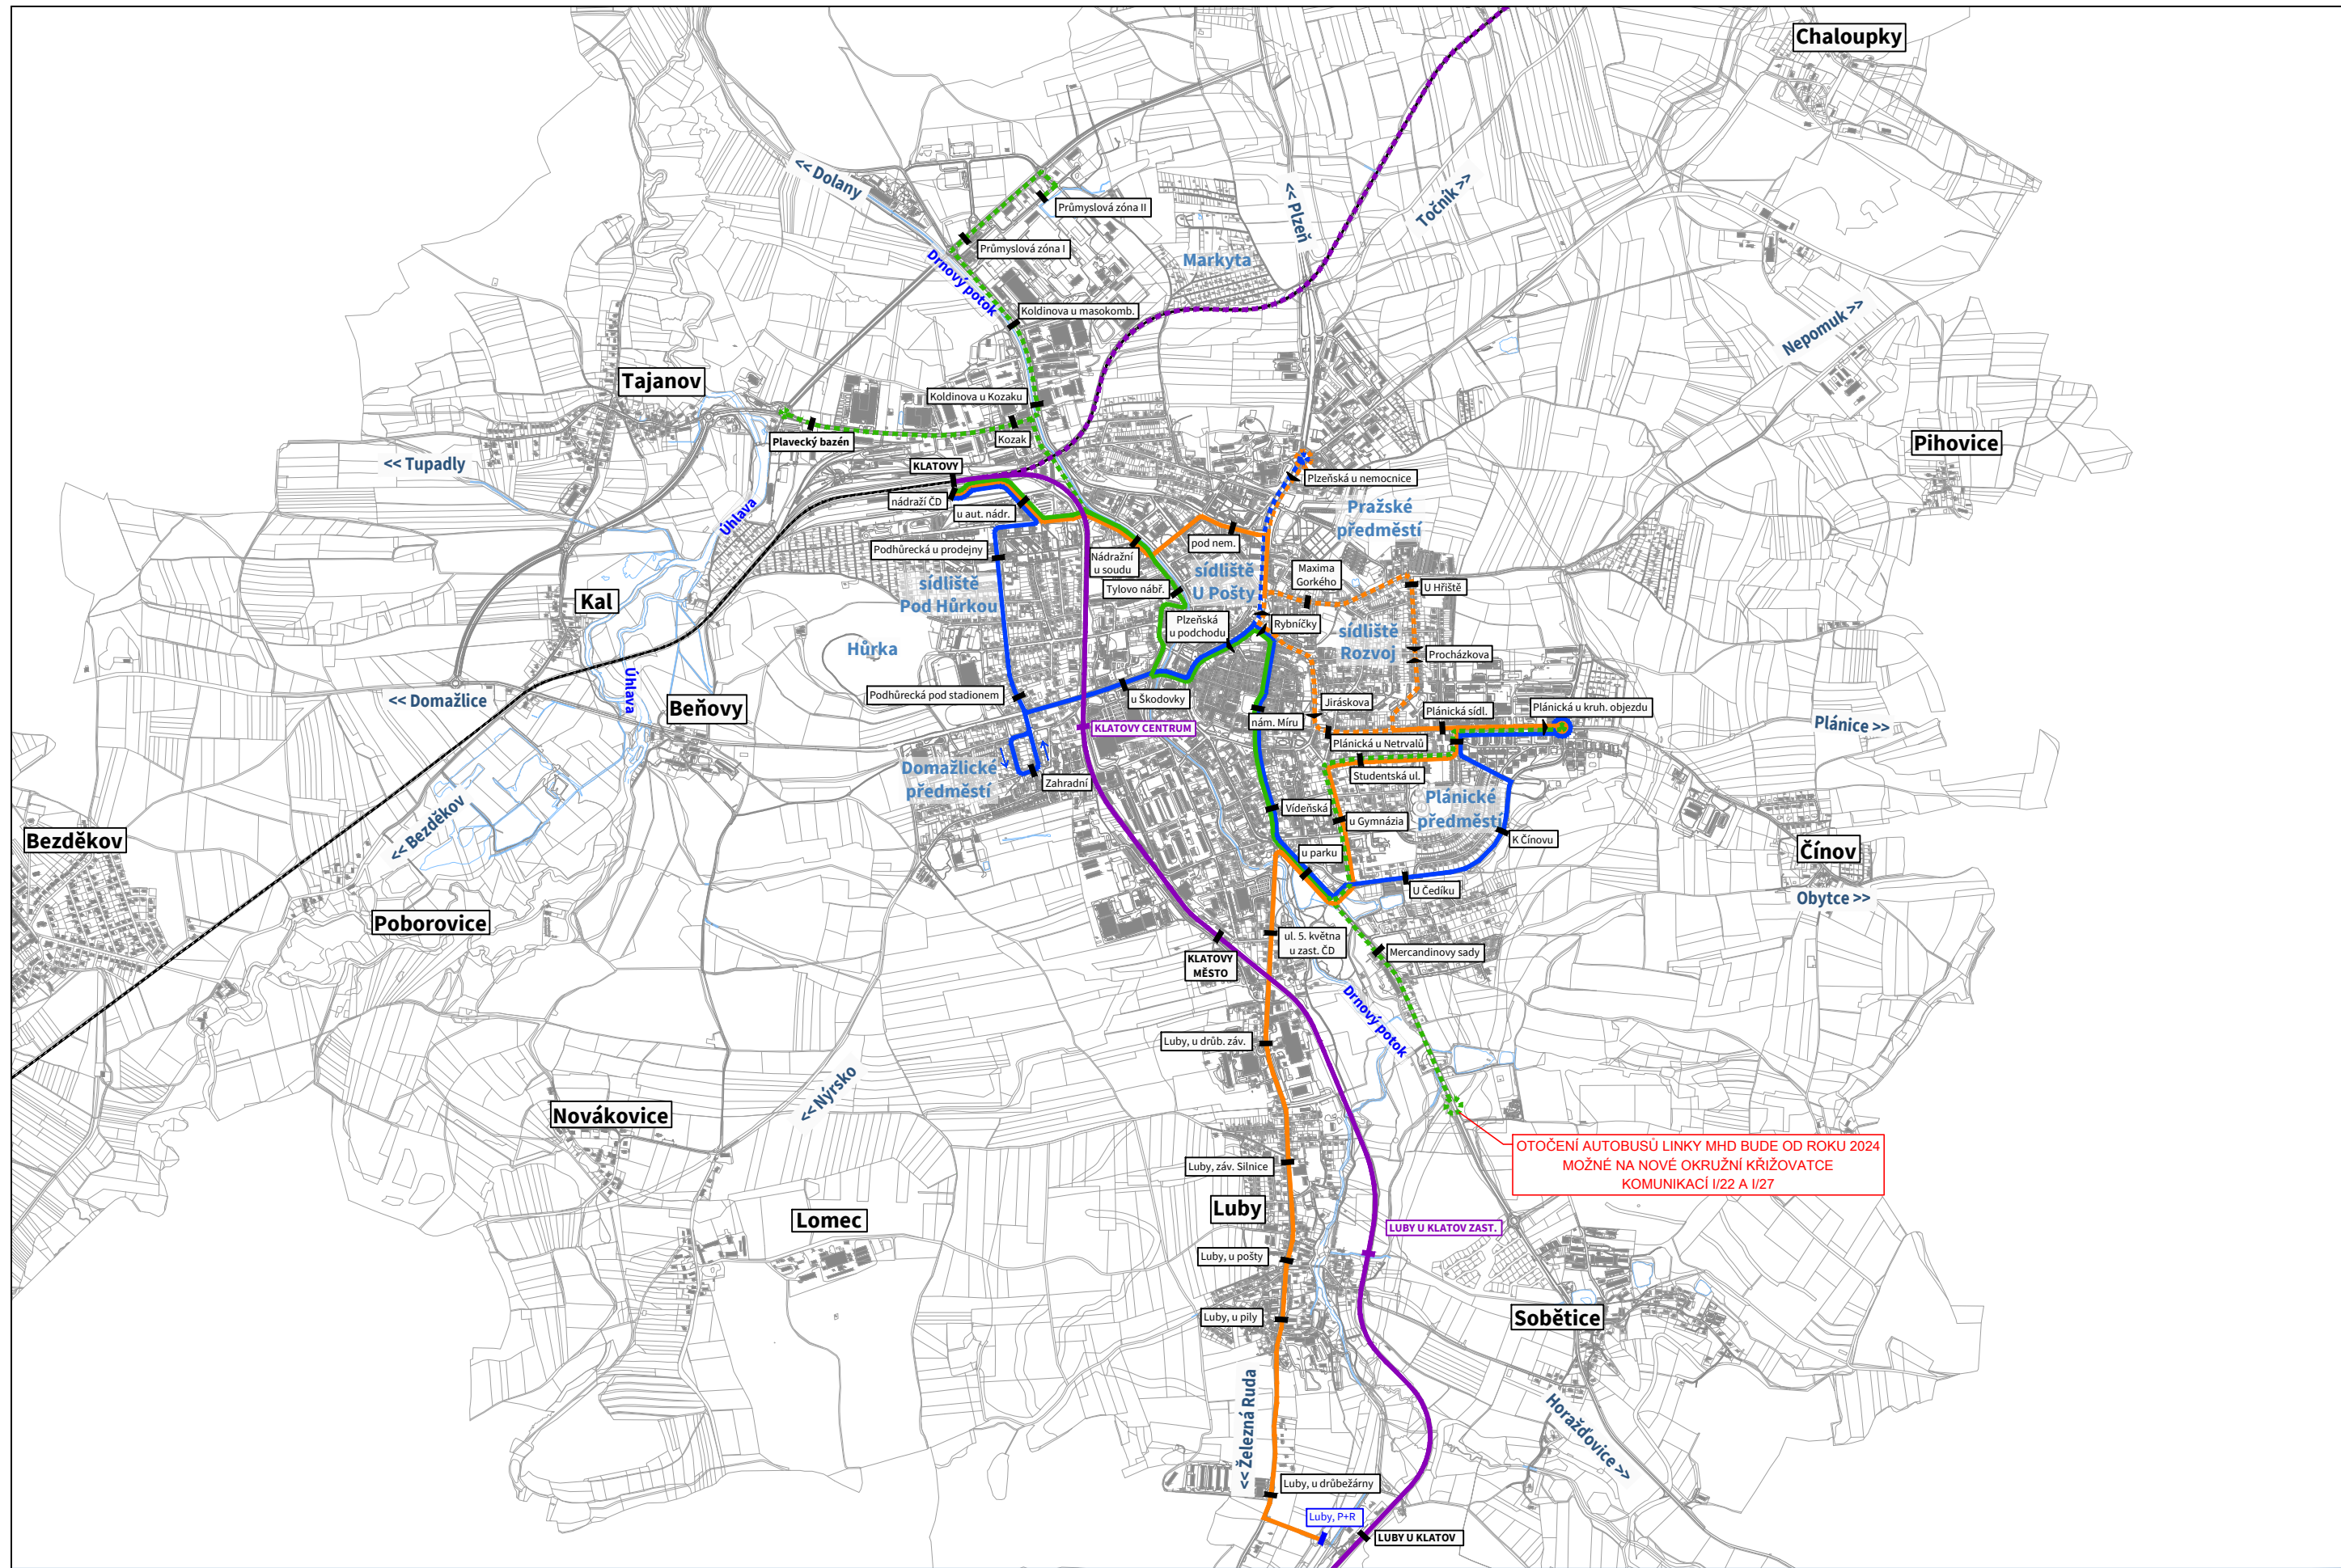 Chaloupky
<< Dolany
Průmyslová zóna II
<< Plzeň
Točník >>
Průmyslová zóna I
Markyta
Drnový potok
Koldinova u masokomb.
Nepomuk >>
Tajanov
Koldinova u Kozaku
Plavecký bazén
Kozak
Pihovice
<< Tupadly
KLATOVY
Plzeňská u nemocnice
nádraží ČD
u aut. nádr.
Pražské
předměstí
Úhlava
pod nem.
Podhůrecká u prodejny
Nádražní
u soudu
sídliště
U Pošty
Maxima
Gorkého
U Hřiště
sídliště
Pod Hůrkou
Tylovo nábř.
Kal
Plzeňská
u podchodu
Rybníčky
sídliště
Rozvoj
Procházkova
Hůrka
Úhlava
Podhůrecká pod stadionem
u Škodovky
<< Domažlice
Beňovy
Jiráskova
Plánická sídl.
Plánická u kruh. objezdu
nám. Míru
KLATOVY CENTRUM
Plánice >>
Plánická u Netrvalů
Domažlické
předměstí
Zahradní
Studentská ul.
Plánické
předměstí
Vídeňská
u Gymnázia
<< Bezděkov
Bezděkov
K Čínovu
Čínov
u parku
U Čedíku
Obytce >>
Poborovice
ul. 5. května
u zast. ČD
Mercandinovy sady
KLATOVY
MĚSTO
Drnový potok
Luby, u drůb. záv.
<< Nýrsko
Novákovice
OTOČENÍ AUTOBUSŮ LINKY MHD BUDE OD ROKU 2024
MOŽNÉ NA NOVÉ OKRUŽNÍ KŘIŽOVATCE
KOMUNIKACÍ I/22 A I/27
Luby, záv. Silnice
Luby
Lomec
LUBY U KLATOV ZAST.
Luby, u pošty
Luby, u pily
Soběticе
<< Železná Ruda
Horažďovice >>
Luby, u drůbežárny
Luby, P+R
LUBY U KLATOV